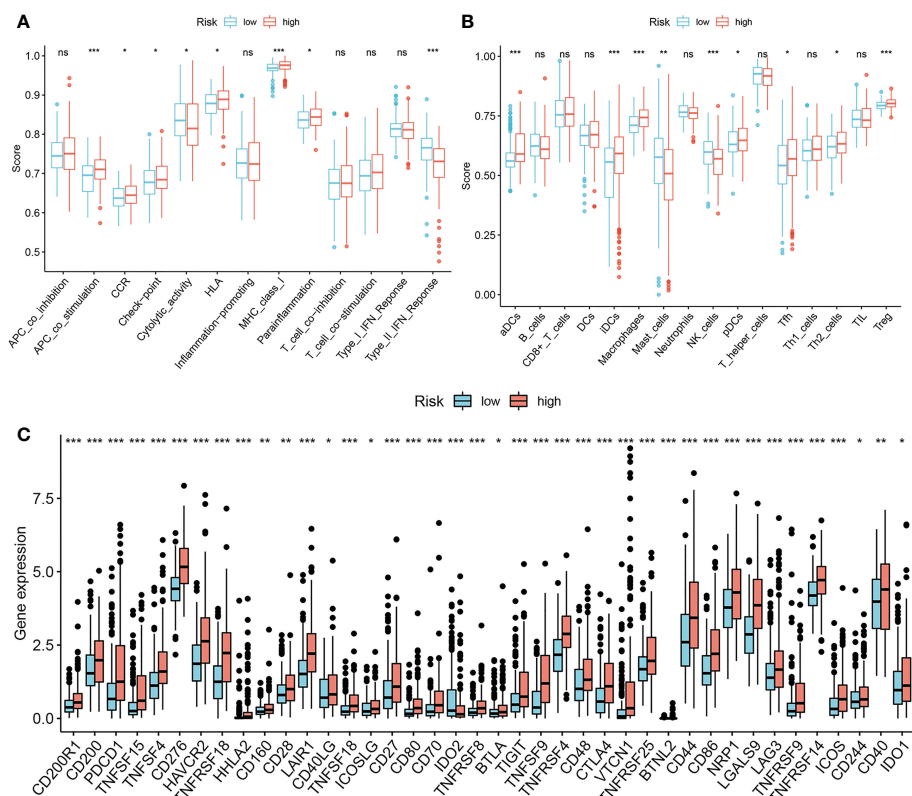 A
Risk low high
ns *** * * * * ns *** * ns ns ns ***
1.0
0.9
0.8
0.7
0.6
0.5
Score
APC_co_inhibition
APC_co_stimulation
CCR
Check-point
Cytolytic_activity
HLA
Inflammation-promoting
MHC_class_I
Parainflammation
T_cell_co-inhibition
T_cell_co-stimulation
Type_I_IFN_Reponse
Type_II_IFN_Reponse
B
Risk low high
*** ns ns ns *** *** ** ns *** * ns * ns * ns ***
1.00
0.75
0.50
0.25
0.00
Score
aDCs
B_cells
CD8+_T_cells
DCs
iDCs
Macrophages
Mast_cells
Neutrophils
NK_cells
pDCs
T_helper_cells
Tfh
Th1_cells
Th2_cells
TIL
Treg
C
Risk low high
*** *** *** *** *** *** *** *** *** ** ** *** * *** * *** *** *** *** *** * *** *** *** *** *** *** *** *** *** *** *** *** *** *** *** *** * ** *
7.5
5.0
2.5
0.0
Gene expression
CD200R1
CD200
PDCD1
TNFSF15
TNFSF4
CD276
HAVCR2
TNFRSF18
HHLA2
CD160
CD28
LAIR1
CD40LG
TNFSF18
ICOSLG
CD27
CD80
CD70
IDO2
TNFRSF8
BTLA
TIGIT
TNFSF9
TNFRSF4
CD48
CTLA4
VTCN1
TNFRSF25
BTNL2
CD44
CD86
NRP1
LGALS9
LAG3
TNFRSF9
TNFRSF14
ICOS
CD244
CD40
IDO1